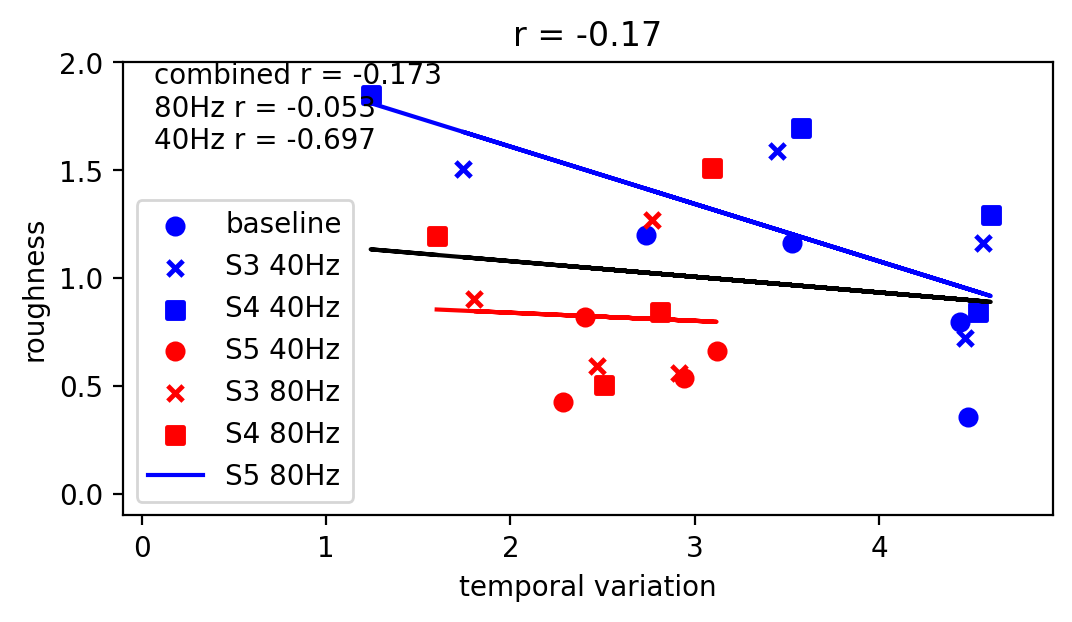 r = -0.17
combined r = -0.173
80Hz r = -0.053
40Hz r = -0.697
baseline
S3 40Hz
S4 40Hz
S5 40Hz
S3 80Hz
S4 80Hz
S5 80Hz
2.0
1.5
1.0
0.5
0.0
roughness
0 1 2 3 4
temporal variation